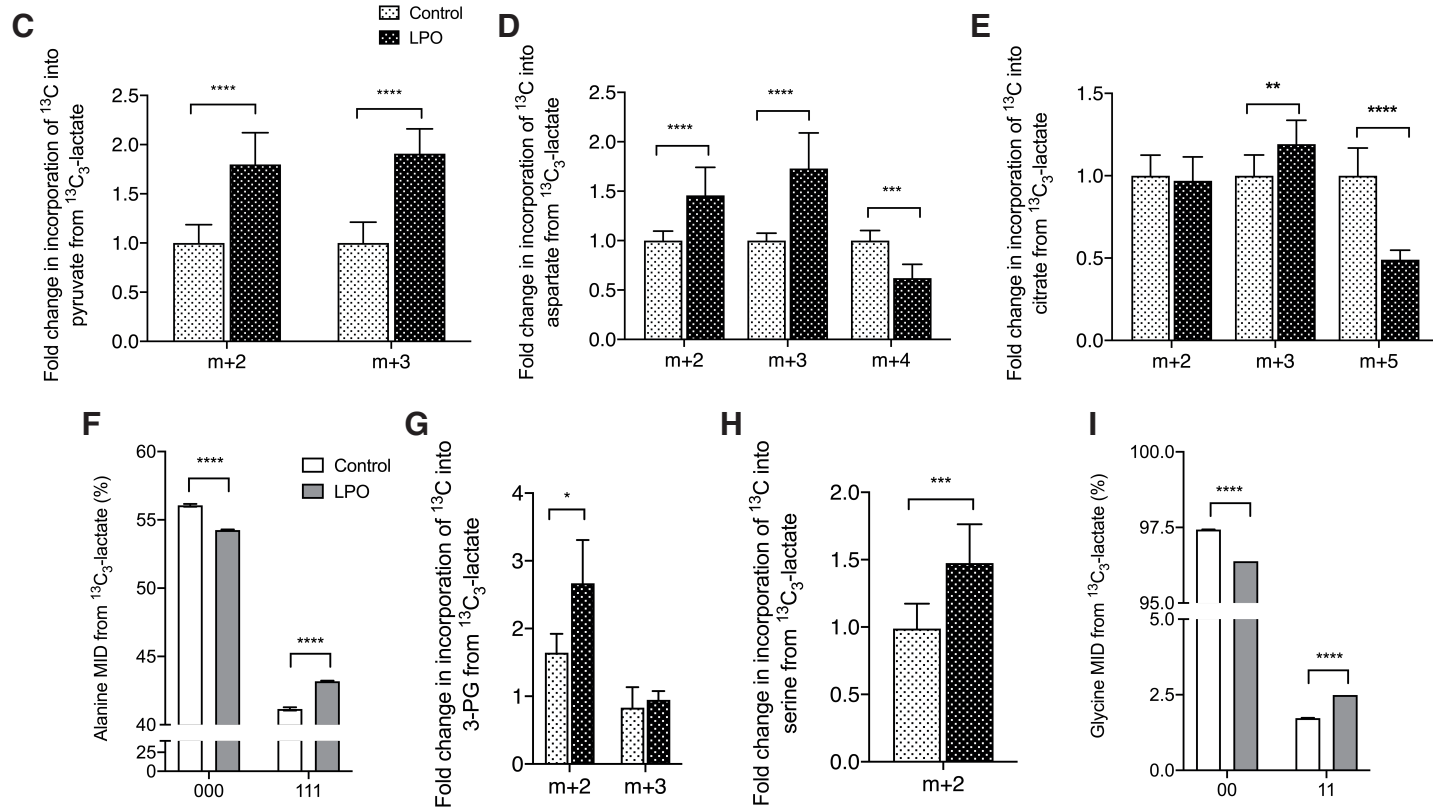 C
Control
LPO
Fold change in incorporation of ¹³C into
pyruvate from ¹³C₃-lactate
2.5
2.0
1.5
1.0
0.5
0.0
****
****
m+2
m+3
D
Fold change in incorporation of ¹³C into
aspartate from ¹³C₃-lactate
2.5
2.0
1.5
1.0
0.5
0.0
****
****
***
m+2
m+3
m+4
E
Fold change in incorporation of ¹³C into
citrate from ¹³C₃-lactate
1.5
1.0
0.5
0.0
**
****
m+2
m+3
m+5
F
Alanine MID from ¹³C₃-lactate (%)
60
55
50
45
40
25
0
****
****
Control
LPO
000
111
G
Fold change in incorporation of ¹³C into
3-PG from ¹³C₃-lactate
4
3
2
1
0
*
m+2
m+3
H
Fold change in incorporation of ¹³C into
serine from ¹³C₃-lactate
2.0
1.5
1.0
0.5
0.0
***
m+2
I
Glycine MID from ¹³C₃-lactate (%)
100.0
97.5
95.0
5.0
2.5
0.0
****
****
00
11